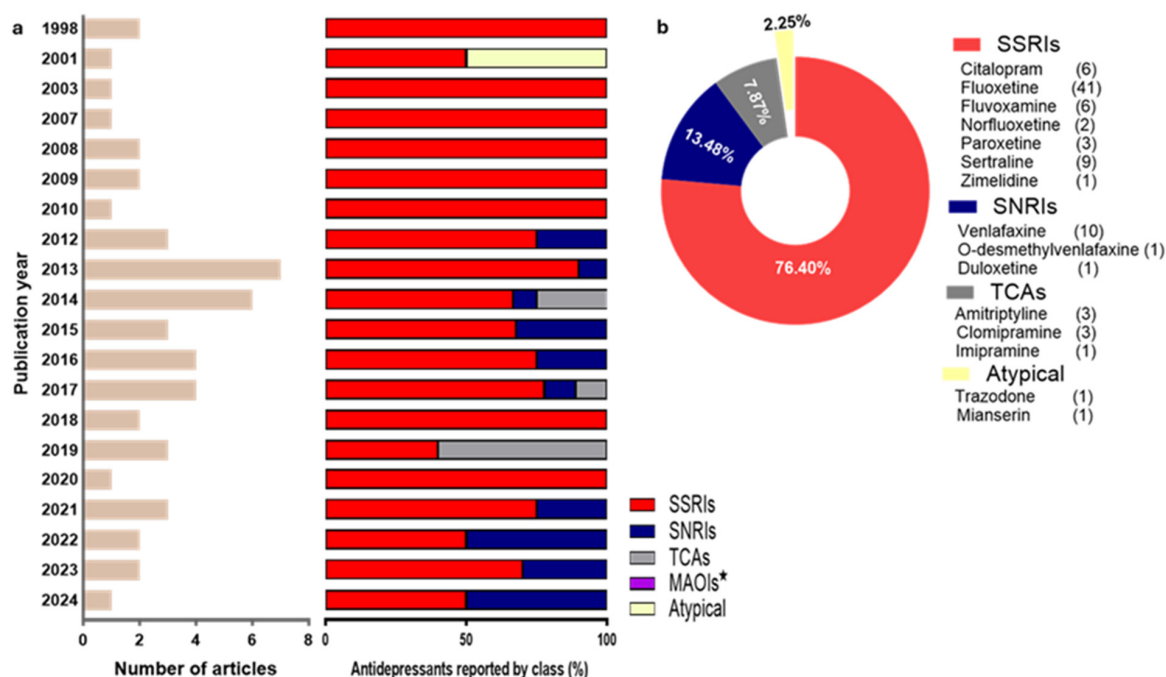 a
Publication year
1998
2001
2003
2007
2008
2009
2010
2012
2013
2014
2015
2016
2017
2018
2019
2020
2021
2022
2023
2024
0 2 4 6 8
Number of articles
0 50 100
Antidepressants reported by class (%)
SSRIs
SNRIs
TCAs
MAOIs★
Atypical
b
2.25%
7.87%
13.48%
76.40%
SSRIs
Citalopram (6)
Fluoxetine (41)
Fluvoxamine (6)
Norfluoxetine (2)
Paroxetine (3)
Sertraline (9)
Zimelidine (1)
SNRIs
Venlafaxine (10)
O-desmethylvenlafaxine (1)
Duloxetine (1)
TCAs
Amitriptyline (3)
Clomipramine (3)
Imipramine (1)
Atypical
Trazodone (1)
Mianserin (1)